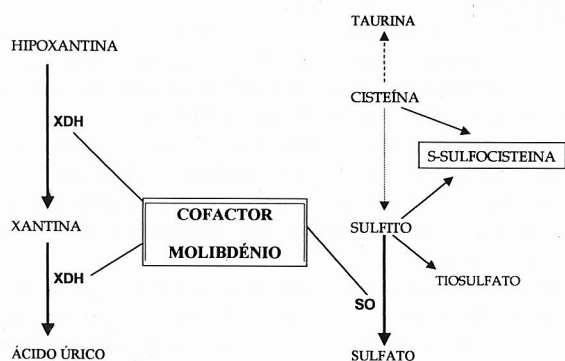 TAURINA
HIPOXANTINA
CISTEÍNA
XDH
S-SULFOCISTEINA
COFACTOR
MOLIBDÉNIO
XANTINA
SULFITO
XDH
TIOSULFATO
SO
ÁCIDO ÚRICO
SULFATO